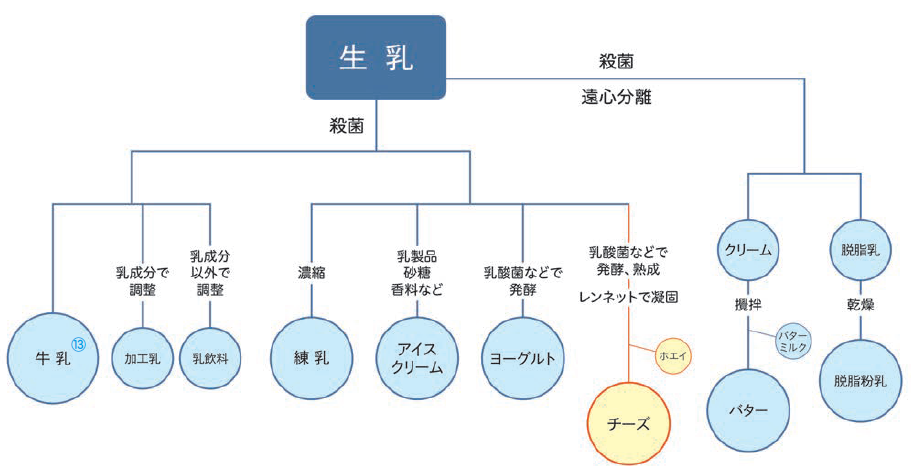 生乳
殺菌
遠心分離
殺菌
乳成分で
調整
乳成分
以外で
調整
濃縮
乳製品
砂糖
香料など
乳酸菌などで
発酵
乳酸菌などで
発酵、熟成
レンネットで凝固
クリーム
脱脂乳
攪拌
乾燥
牛乳 ⑬
加工乳
乳飲料
練乳
アイス
クリーム
ヨーグルト
ホエイ
チーズ
バター
ミルク
バター
脱脂粉乳